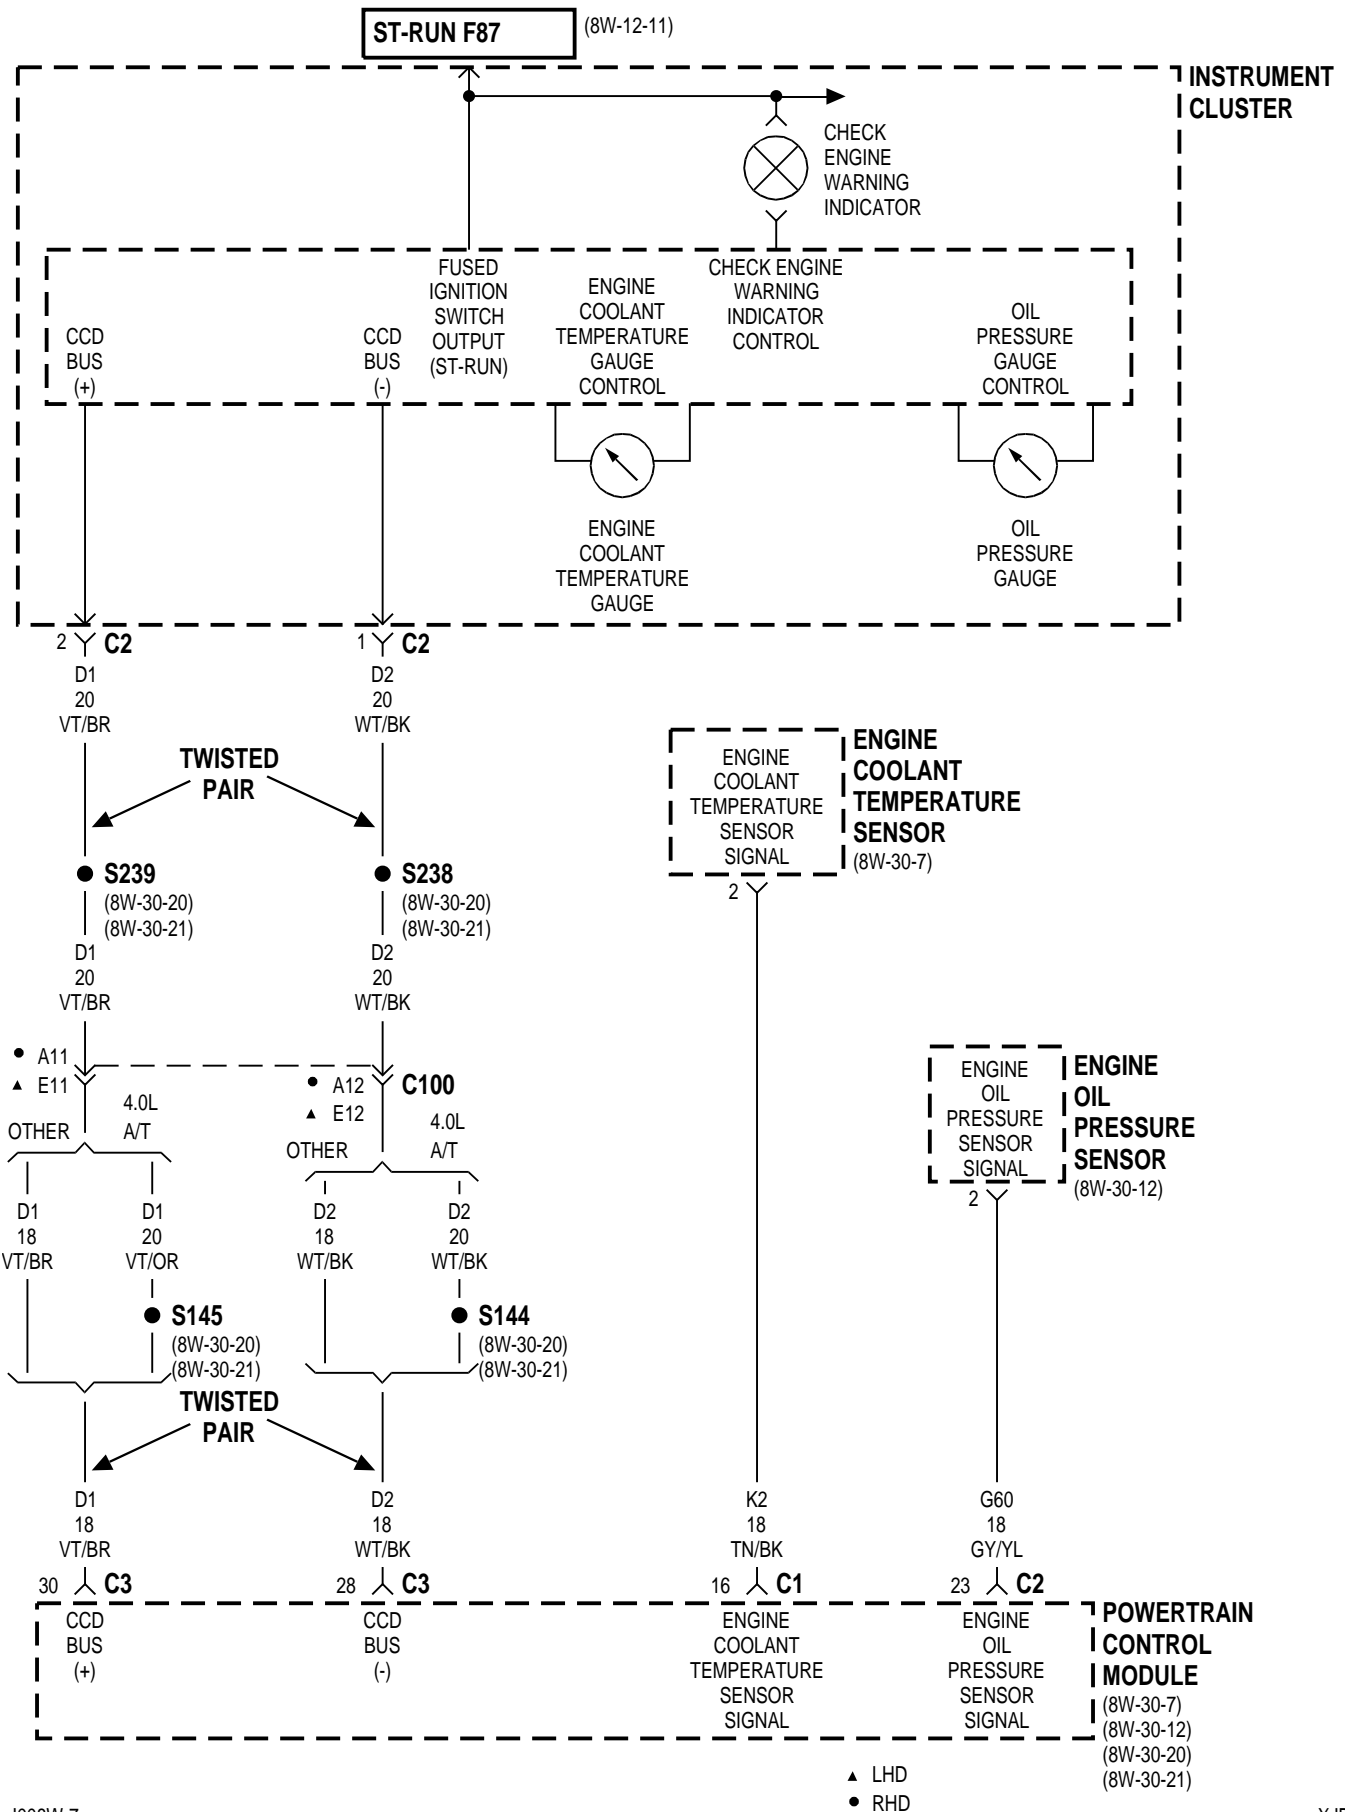 ST-RUN F87
(8W-12-11)
INSTRUMENT
CLUSTER
CHECK
ENGINE
WARNING
INDICATOR
CCD
BUS
(+)
CCD
BUS
(-)
FUSED
IGNITION
SWITCH
OUTPUT
(ST-RUN)
ENGINE
COOLANT
TEMPERATURE
GAUGE
CONTROL
CHECK ENGINE
WARNING
INDICATOR
CONTROL
OIL
PRESSURE
GAUGE
CONTROL
ENGINE
COOLANT
TEMPERATURE
GAUGE
OIL
PRESSURE
GAUGE
2 C2
D1
20
VT/BR
1 C2
D2
20
WT/BK
TWISTED
PAIR
S239
(8W-30-20)
(8W-30-21)
S238
(8W-30-20)
(8W-30-21)
D1
20
VT/BR
D2
20
WT/BK
ENGINE
COOLANT
TEMPERATURE
SENSOR
SIGNAL
ENGINE
COOLANT
TEMPERATURE
SENSOR
(8W-30-7)
2
● A11
▲ E11
● A12
▲ E12
C100
OTHER
4.0L
A/T
OTHER
4.0L
A/T
D1
18
VT/BR
D1
20
VT/OR
D2
18
WT/BK
D2
20
WT/BK
S145
(8W-30-20)
(8W-30-21)
S144
(8W-30-20)
(8W-30-21)
ENGINE
OIL
PRESSURE
SENSOR
SIGNAL
ENGINE
OIL
PRESSURE
SENSOR
(8W-30-12)
2
TWISTED
PAIR
D1
18
VT/BR
D2
18
WT/BK
K2
18
TN/BK
G60
18
GY/YL
30 C3
28 C3
16 C1
23 C2
CCD
BUS
(+)
CCD
BUS
(-)
ENGINE
COOLANT
TEMPERATURE
SENSOR
SIGNAL
ENGINE
OIL
PRESSURE
SENSOR
SIGNAL
POWERTRAIN
CONTROL
MODULE
(8W-30-7)
(8W-30-12)
(8W-30-20)
(8W-30-21)
▲ LHD
● RHD